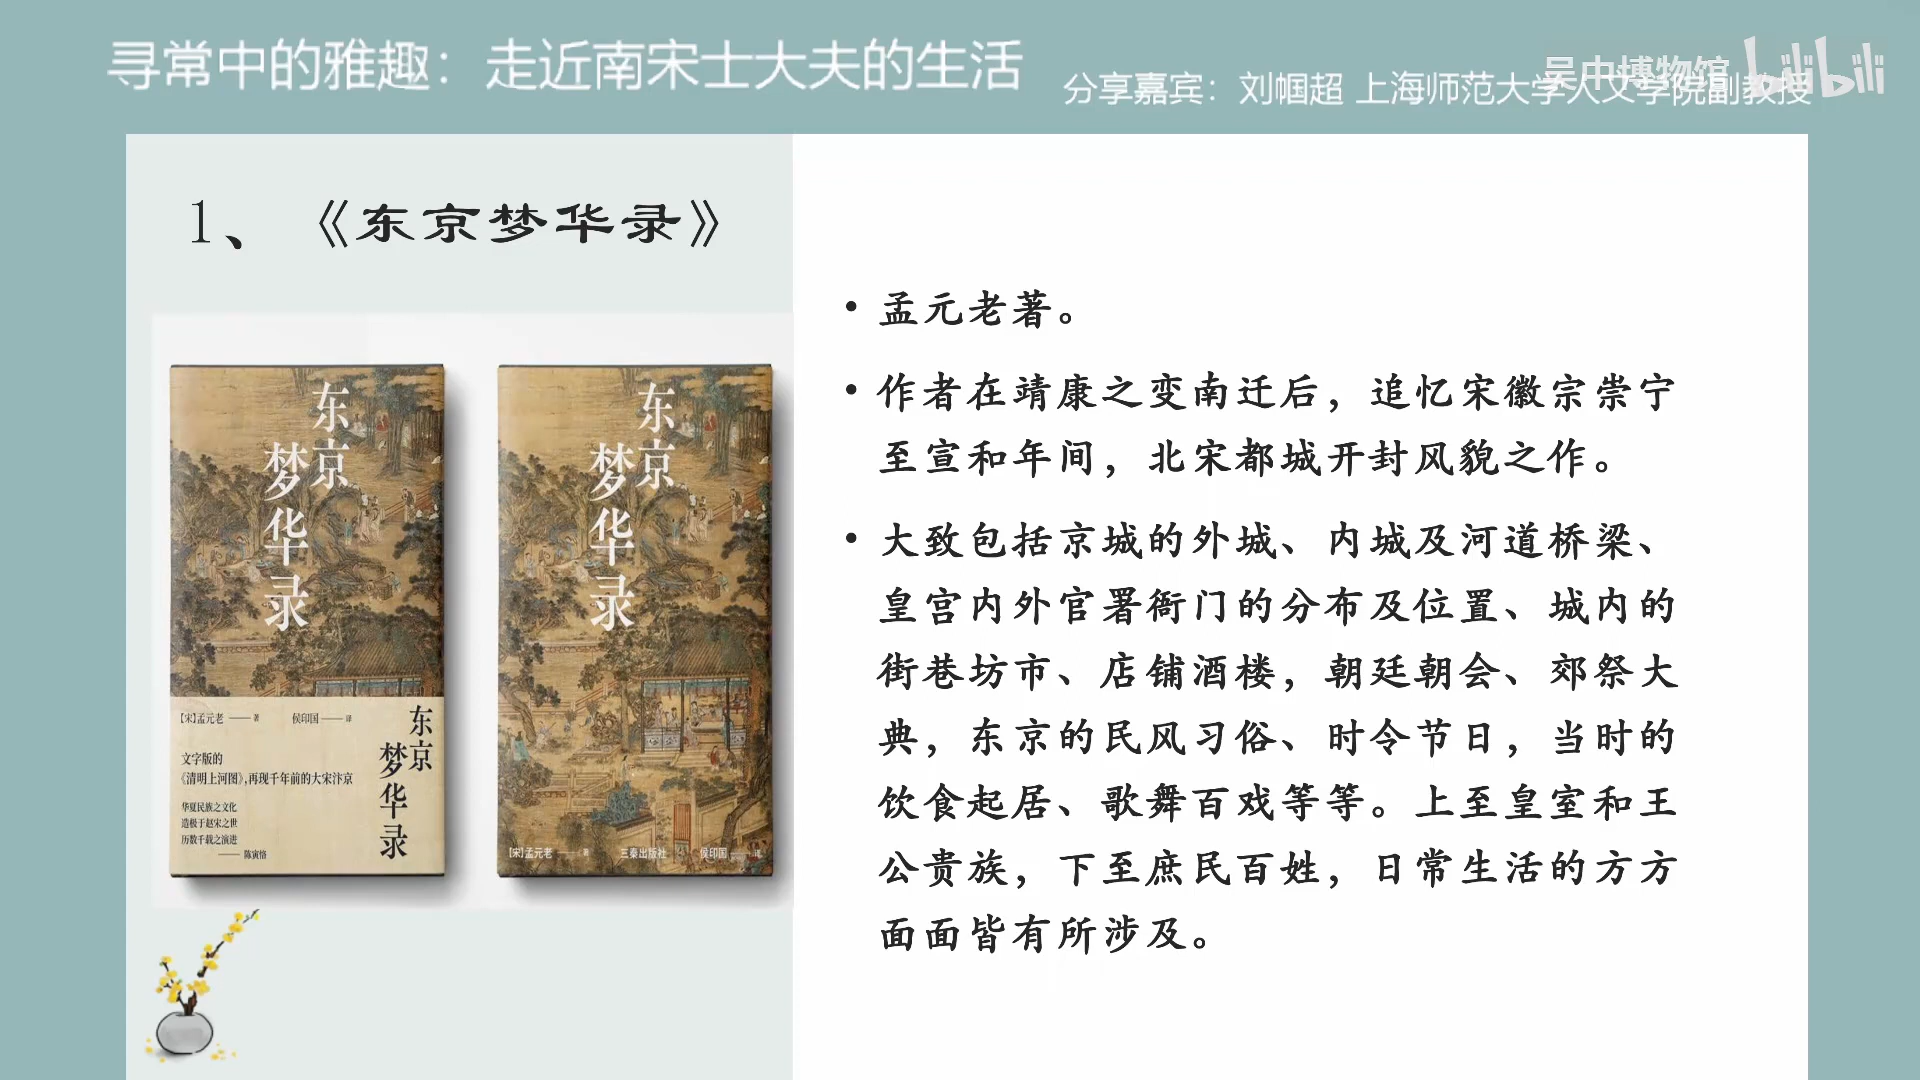 寻常中的雅趣：走近南宋士大夫的生活
分享嘉宾：刘帼超 上海师范大学人文学院副教授
吴中博物馆
bilibili
1、《东京梦华录》
东京
梦华录
【宋】孟元老 —— 著 侯印国 —— 译
东京
梦华录
文字版的
《清明上河图》，再现千年前的大宋汴京
华夏民族之文化
造极于赵宋之世
历数千载之演进
—— 陈寅恪
东京
梦华录
【宋】孟元老 —— 著 三秦出版社 侯印国 —— 译
• 孟元老著。
• 作者在靖康之变南迁后，追忆宋徽宗崇宁
至宣和年间，北宋都城开封风貌之作。
• 大致包括京城的外城、内城及河道桥梁、
皇宫内外官署衙门的分布及位置、城内的
街巷坊市、店铺酒楼，朝廷朝会、郊祭大
典，东京的民风习俗、时令节日，当时的
饮食起居、歌舞百戏等等。上至皇室和王
公贵族，下至庶民百姓，日常生活的方方
面面皆有所涉及。